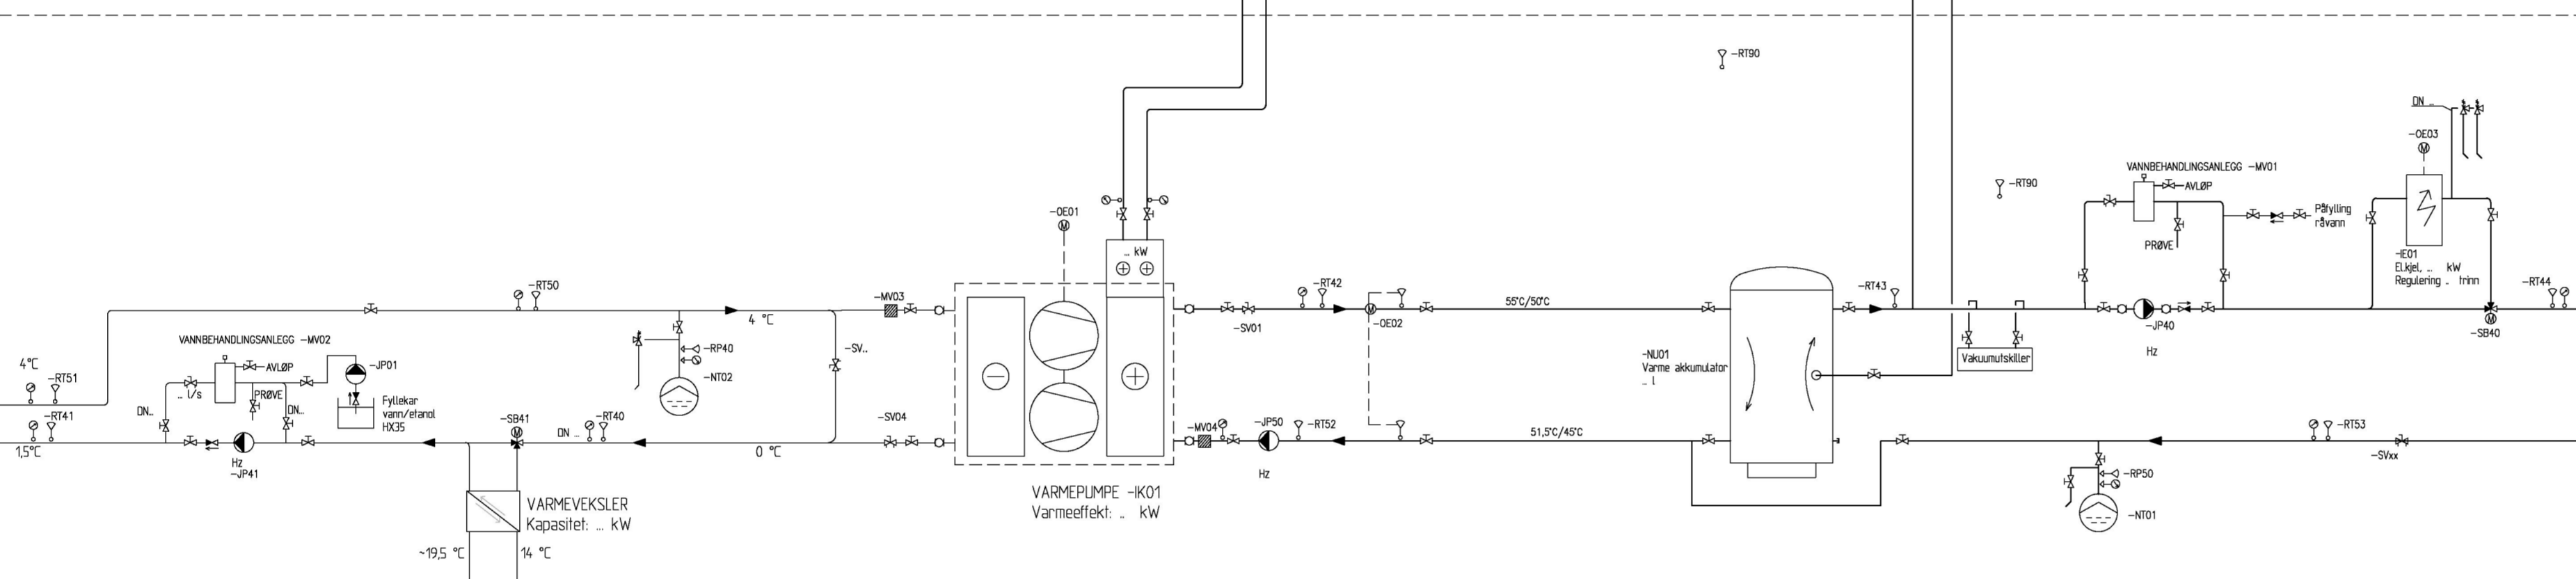 -RT90
DN ...
-OE03
M
VANNBEHANDLINGSANLEGG -MV01
AVLØP
-RT90
Påfylling
råvann
PRØVE
-OE01
M
... kW
-IE01
El.kjel, ... kW
Regulering .. trinn
-RT50
-RT42
-RT43
-RT44
-MV03
55°C/50°C
4 °C
M
-SV01
-OE02
-JP40
Hz
M
-SB40
VANNBEHANDLINGSANLEGG -MV02
-RP40
-SV..
-NU01
Varme akkumulator
... l
Vakuumutskiller
4°C
-RT51
AVLØP
-JP01
-NT02
... l/s
PRØVE
Fyllekar
vann/etanol
HX35
DN...
DN...
-RT41
-SB41
M
DN ...
-RT40
-SV04
-MV04
-JP50
-RT52
51,5°C/45°C
-RT53
1,5°C
0 °C
Hz
-JP41
Hz
-SVxx
-RP50
VARMEVEKSLER
Kapasitet: ... kW
VARMEPUMPE -IK01
Varmeeffekt: .. kW
-NT01
~19,5 °C
14 °C